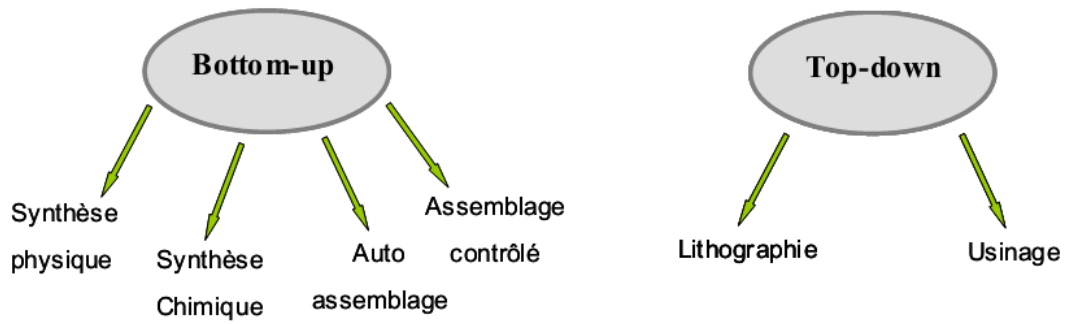 Bottom-up
Synthèse
physique
Synthèse
Chimique
Auto
assemblage
Assemblage
contrôlé
Top-down
Lithographie
Usinage